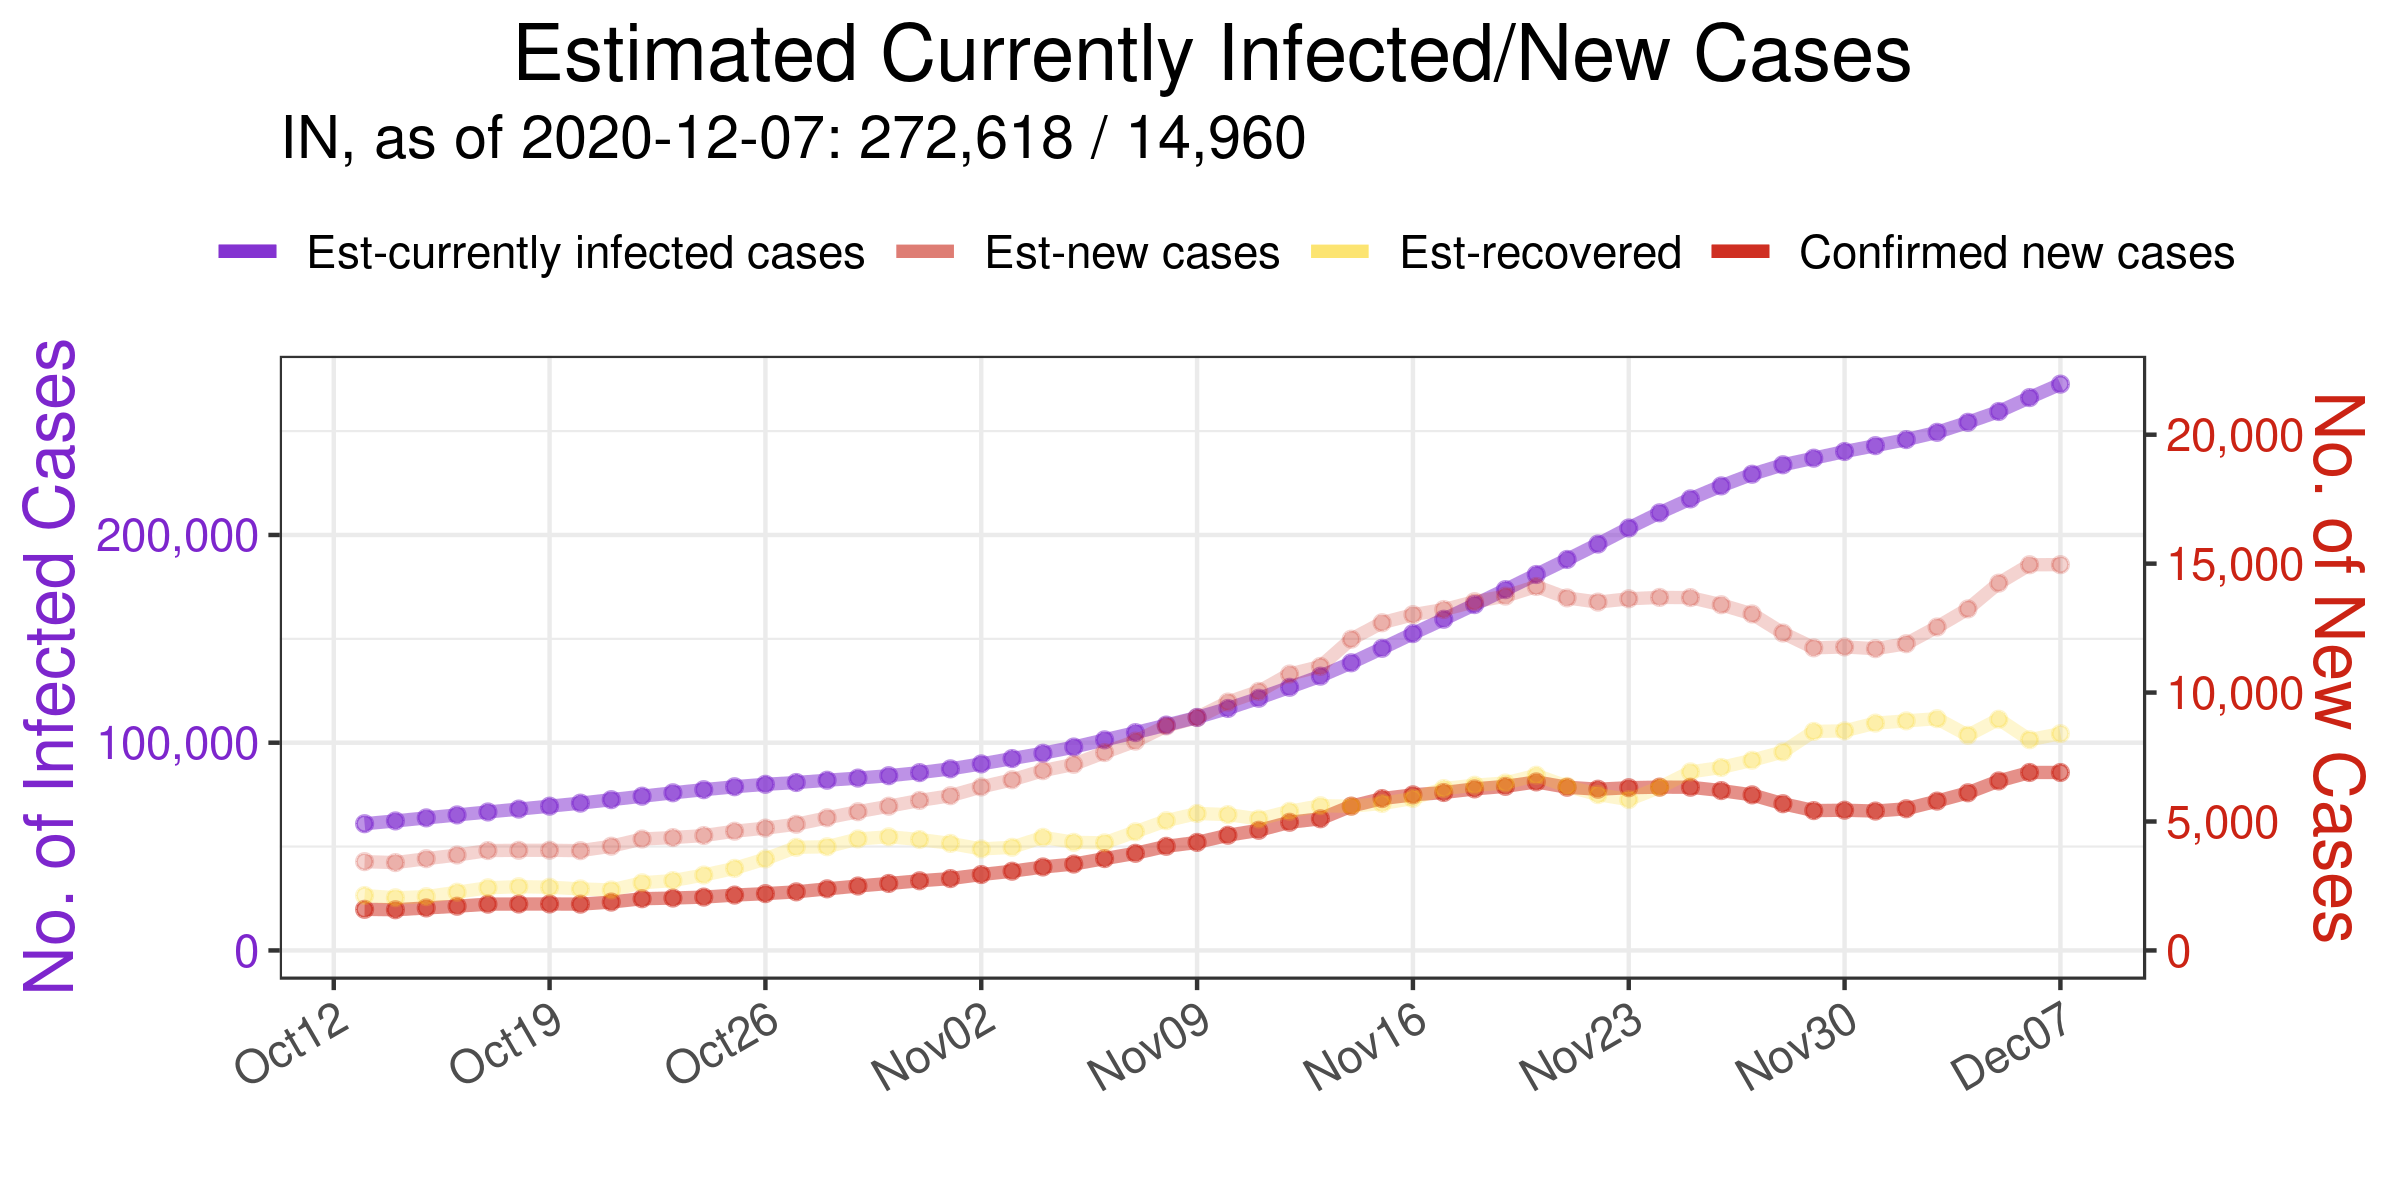 Estimated Currently Infected/New Cases
IN, as of 2020-12-07: 272,618 / 14,960
Est-currently infected cases
Est-new cases
Est-recovered
Confirmed new cases
No. of Infected Cases
200,000
100,000
0
20,000
15,000
10,000
5,000
0
No. of New Cases
Oct12
Oct19
Oct26
Nov02
Nov09
Nov16
Nov23
Nov30
Dec07